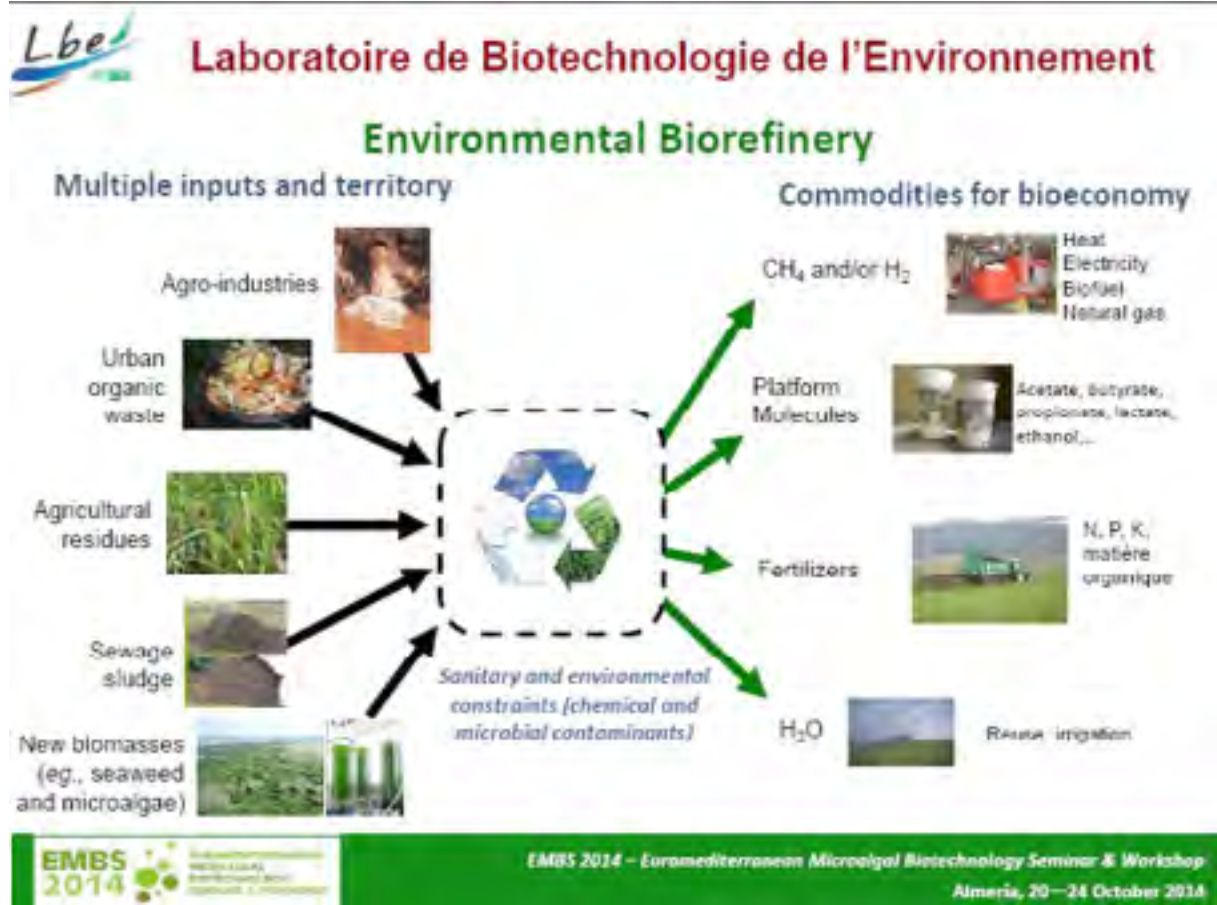 Lbe
Laboratoire de Biotechnologie de l'Environnement
Environmental Biorefinery
Multiple inputs and territory
Commodities for bioeconomy
Agro-industries
Urban
organic
waste
Agricultural
residues
Sewage
sludge
New biomasses
(eg., seaweed
and microalgae)
Sanitary and environmental
constraints (chemical and
microbial contaminants)
CH₄ and/or H₂
Heat
Electricity
Biofuel
Natural gas
Platform
Molecules
Acetate, butyrate,
propionate, lactate,
ethanol,..
Fertilizers
N, P, K,
matière
organique
H₂O
Reuse irrigation
EMBS
2014
EMBS 2014 – Euromediterranean Microalgal Biotechnology Seminar & Workshop
Almeria, 20—24 October 2014